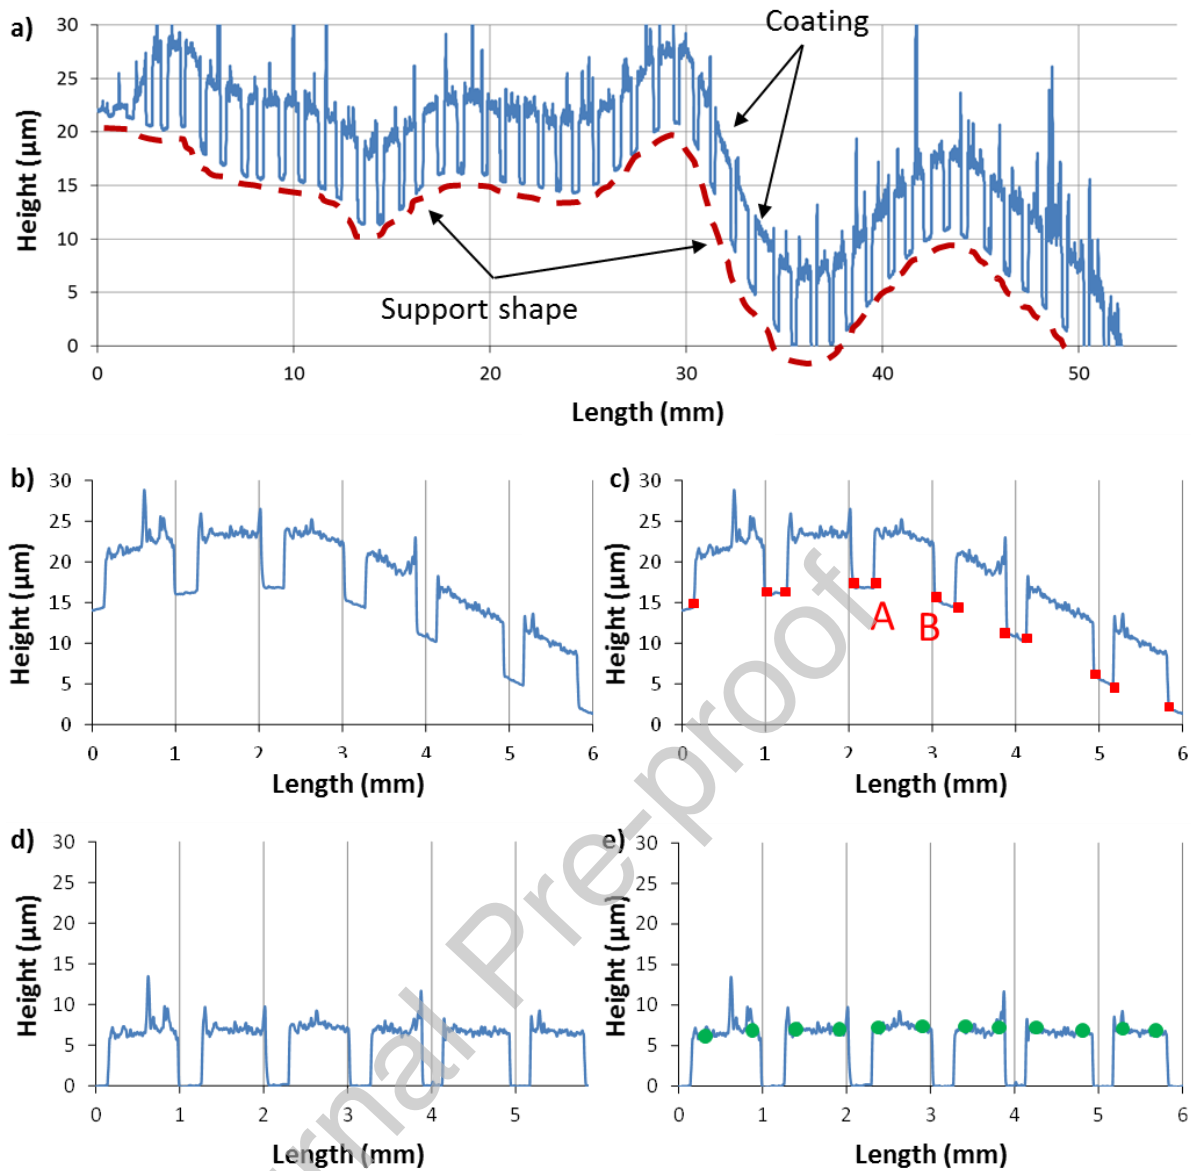 a)
Height (µm)
30
25
20
15
10
5
0
Coating
Support shape
0 10 20 30 40 50
Length (mm)
b)
Height (µm)
30
25
20
15
10
5
0
0 1 2 3 4 5 6
Length (mm)
c)
Height (µm)
30
25
20
15
10
5
0
A B
0 1 2 3 4 5 6
Length (mm)
d)
Height (µm)
30
25
20
15
10
5
0
0 1 2 3 4 5
Length (mm)
e)
Height (µm)
30
25
20
15
10
5
0
0 1 2 3 4 5 6
Length (mm)
rnal Pre-proof